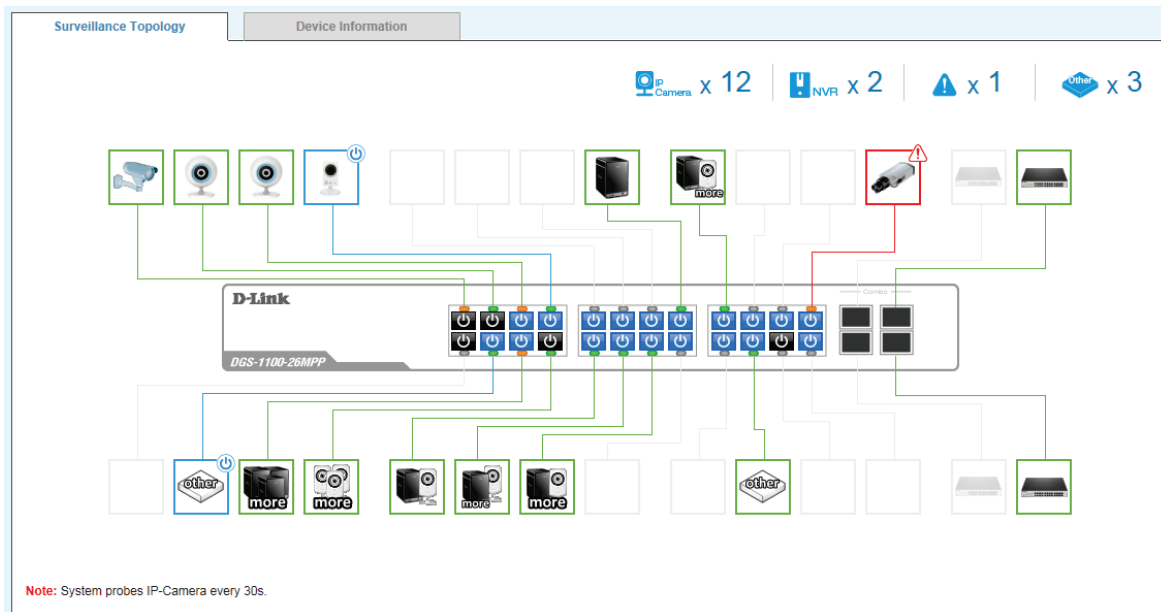 Surveillance Topology
Device Information
IP Camera x 12
NVR x 2
x 1
Other x 3
more
Combo
D-Link
DGS-1100-26MPP
other
more
more
more
more
other
Note: System probes IP-Camera every 30s.